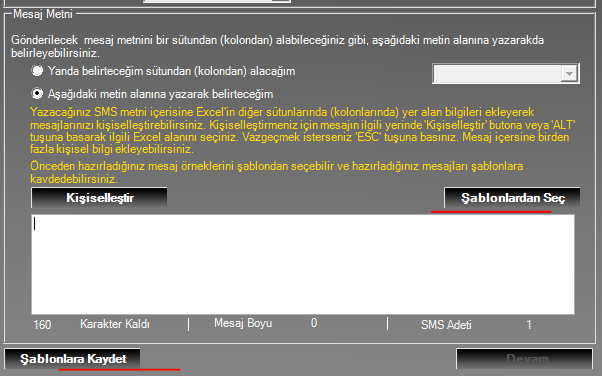 Mesaj Metni
Gönderilecek mesaj metnini bir sütundan (kolondan) alabileceğiniz gibi, aşağıdaki metin alanına yazarakda
belirleyebilirsiniz.
Yanda belirteceğim sütundan (kolondan) alacağım
Aşağıdaki metin alanına yazarak belirteceğim
Yazacağınız SMS metni içerisine Excel'in diğer sütunlarında (kolonlarında) yer alan bilgileri ekleyerek
mesajlarınızı kişiselleştirebilirsiniz. Kişiselleştirmeniz için mesajın ilgili yerinde 'Kişiselleştir' butona veya 'ALT'
tuşuna basarak ilgili Excel alanını seçiniz. Vazgeçmek isterseniz 'ESC' tuşuna basınız. Mesaj içersine birden
fazla kişisel bilgi ekleyebilirsiniz.
Önceden hazırladığınız mesaj örneklerini şablondan seçebilir ve hazırladığınız mesajları şablonlara
kavdedebilirsiniz.
Kişiselleştir Şablonlardan Seç
160 Karakter Kaldı Mesaj Boyu 0 SMS Adeti 1
Şablonlara Kaydet Devam